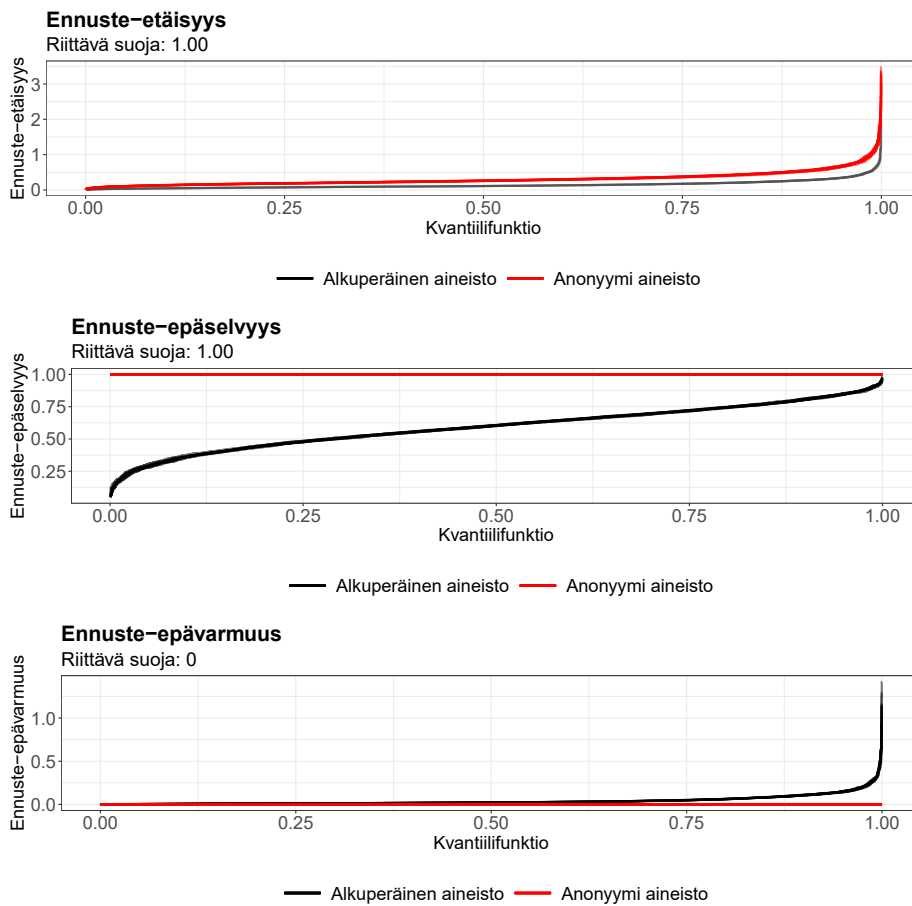 Ennuste−etäisyys
Riittävä suoja: 1.00
Ennuste−etäisyys
3
2
1
0
0.00 0.25 0.50 0.75 1.00
Kvantiilifunktio
Alkuperäinen aineisto Anonyymi aineisto
Ennuste−epäselvyys
Riittävä suoja: 1.00
Ennuste−epäselvyys
1.00
0.75
0.50
0.25
0.00 0.25 0.50 0.75 1.00
Kvantiilifunktio
Alkuperäinen aineisto Anonyymi aineisto
Ennuste−epävarmuus
Riittävä suoja: 0
Ennuste−epävarmuus
1.0
0.5
0.0
0.00 0.25 0.50 0.75 1.00
Kvantiilifunktio
Alkuperäinen aineisto Anonyymi aineisto